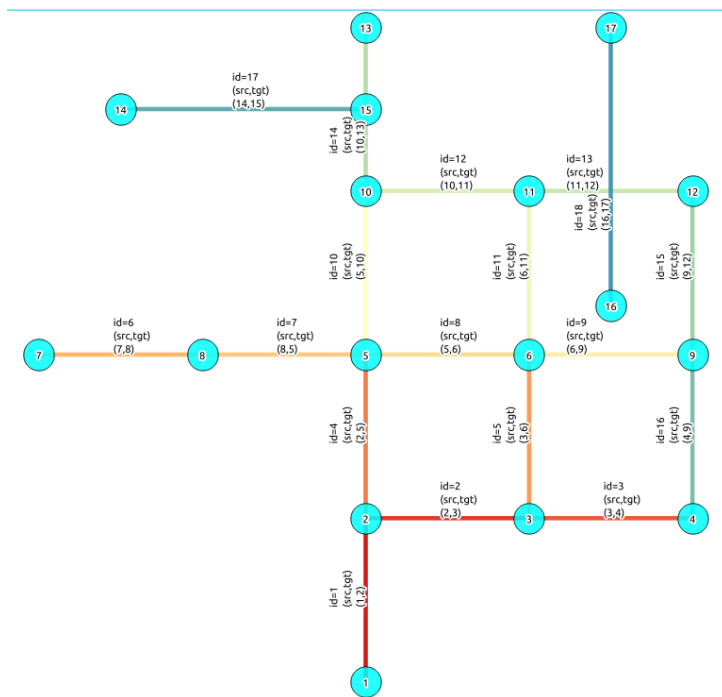 13
17
id=17
(src,tgt)
(14,15)
14
15
id=14
(src,tgt)
(10,13)
id=12
(src,tgt)
(10,11)
id=13
(src,tgt)
(11,12)
10
11
12
id=18
(src,tgt)
(16,17)
id=10
(src,tgt)
(5,10)
id=11
(src,tgt)
(6,11)
id=15
(src,tgt)
(9,12)
16
id=6
(src,tgt)
(7,8)
id=7
(src,tgt)
(8,5)
id=8
(src,tgt)
(5,6)
id=9
(src,tgt)
(6,9)
7
8
5
6
9
id=4
(src,tgt)
(2,5)
id=5
(src,tgt)
(3,6)
id=16
(src,tgt)
(4,9)
id=2
(src,tgt)
(2,3)
id=3
(src,tgt)
(3,4)
2
3
4
id=1
(src,tgt)
(1,2)
1